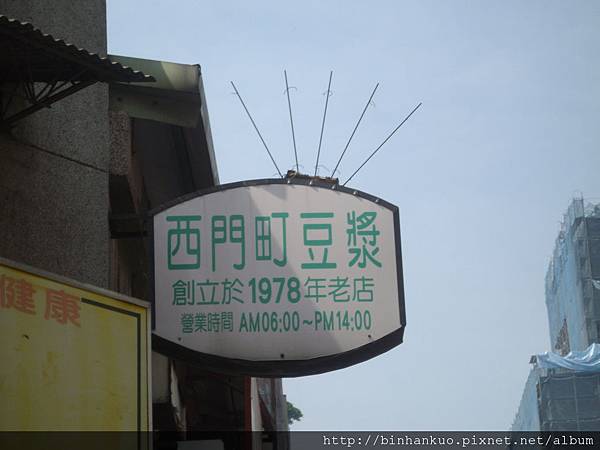 西門町豆漿
創立於1978年老店
營業時間 AM06:00~PM14:00
健康
http://binhankuo.pixnet.net/album